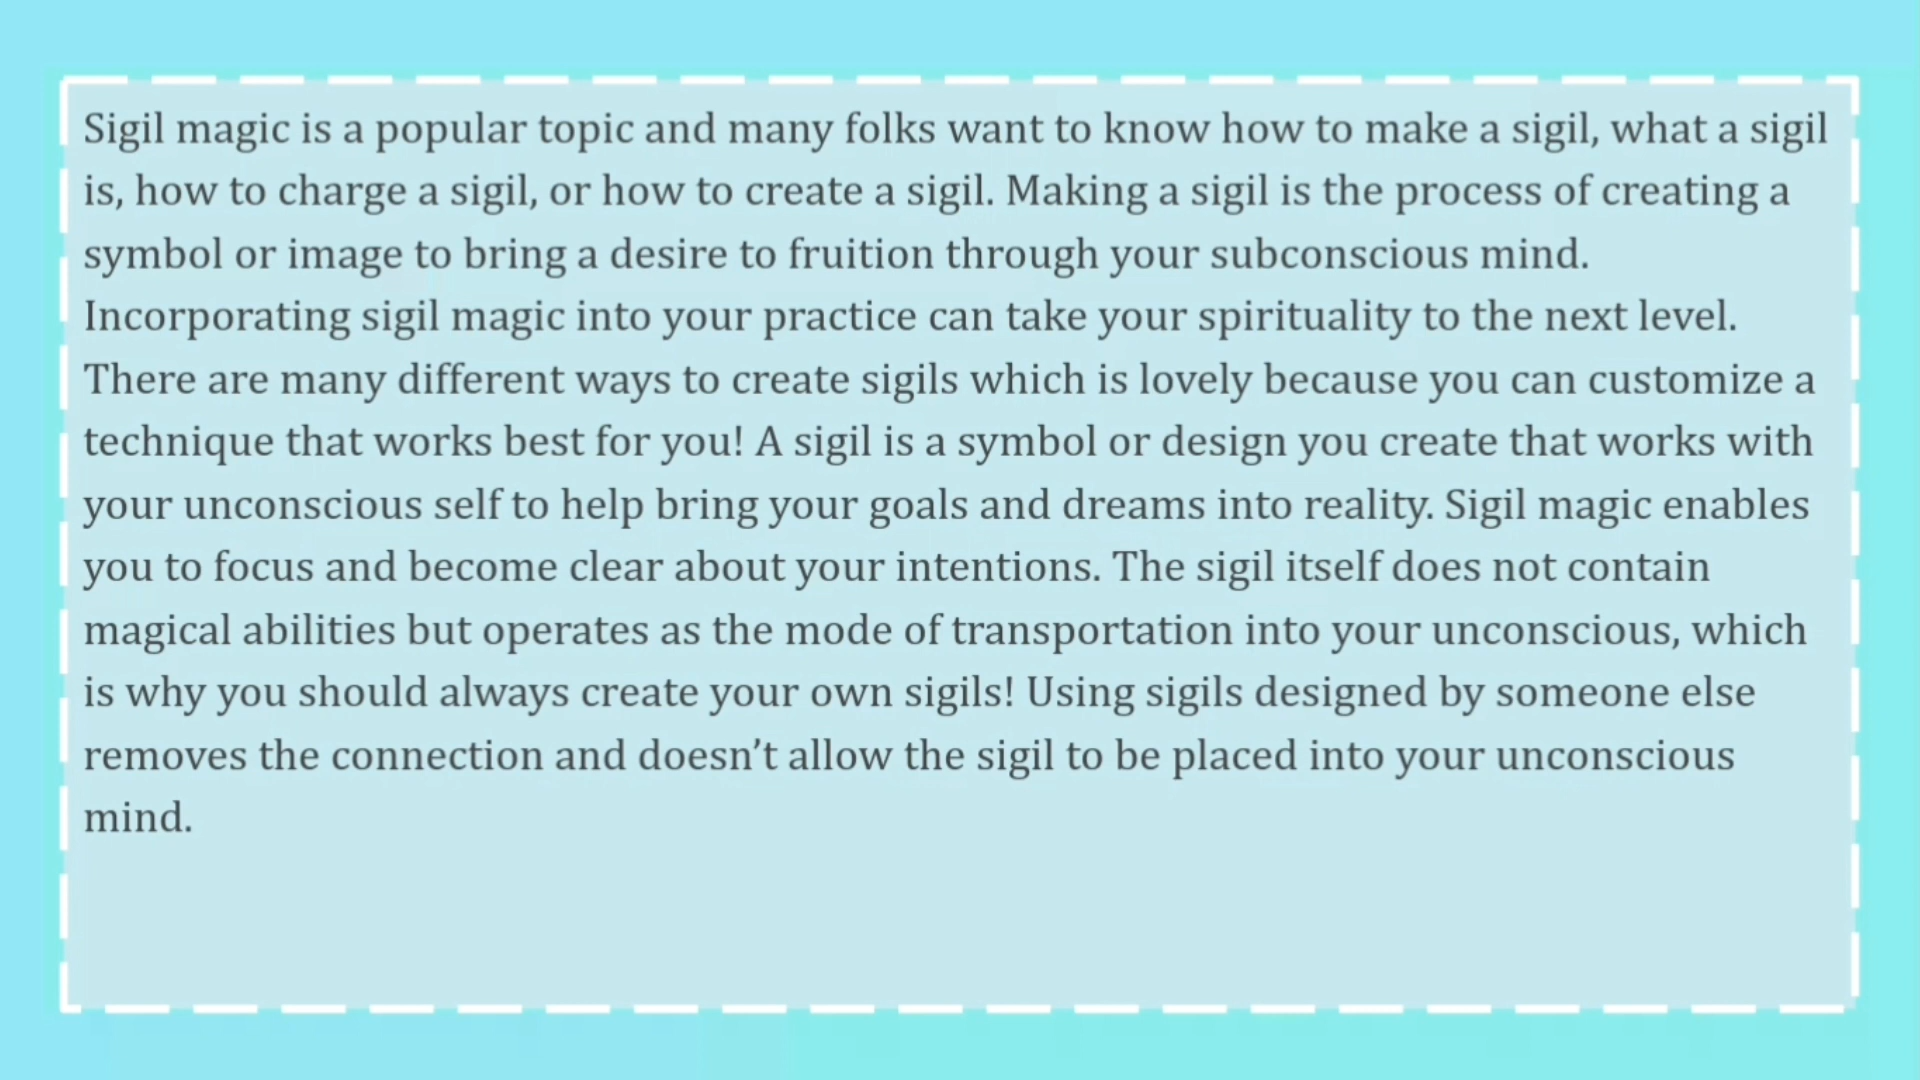 Sigil magic is a popular topic and many folks want to know how to make a sigil, what a sigil
is, how to charge a sigil, or how to create a sigil. Making a sigil is the process of creating a
symbol or image to bring a desire to fruition through your subconscious mind.
Incorporating sigil magic into your practice can take your spirituality to the next level.
There are many different ways to create sigils which is lovely because you can customize a
technique that works best for you! A sigil is a symbol or design you create that works with
your unconscious self to help bring your goals and dreams into reality. Sigil magic enables
you to focus and become clear about your intentions. The sigil itself does not contain
magical abilities but operates as the mode of transportation into your unconscious, which
is why you should always create your own sigils! Using sigils designed by someone else
removes the connection and doesn’t allow the sigil to be placed into your unconscious
mind.